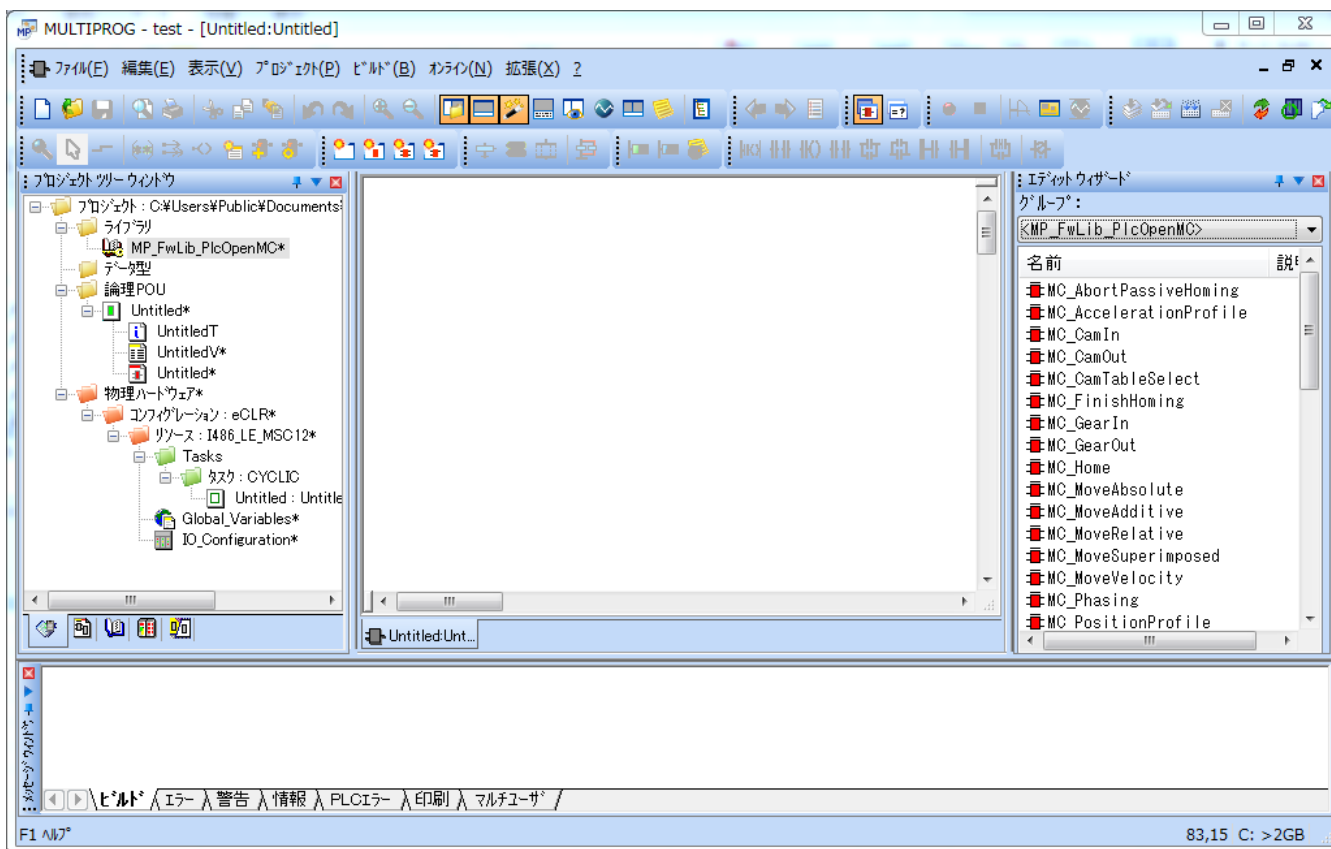 MULTIPROG - test - [Untitled:Untitled]
ファイル(F) 編集(E) 表示(V) プロジェクト(P) ビルド(B) オンライン(N) 拡張(X) ?
プロジェクト ツリー ウィンドウ
プロジェクト : C:¥Users¥Public¥Documents
ライブラリ
MP_FwLib_PlcOpenMC*
データ型
論理POU
Untitled*
UntitledT
UntitledV*
Untitled*
物理ハードウェア*
コンフィグレーション : eCLR*
リソース : I486_LE_MSC12*
Tasks
タスク : CYCLIC
Untitled : Untitle
Global_Variables*
IO_Configuration*
Untitled:Unt...
エディット ウィザード
グループ :
<MP_FwLib_PlcOpenMC>
名前 説明
MC_AbortPassiveHoming
MC_AccelerationProfile
MC_CamIn
MC_CamOut
MC_CamTableSelect
MC_FinishHoming
MC_GearIn
MC_GearOut
MC_Home
MC_MoveAbsolute
MC_MoveAdditive
MC_MoveRelative
MC_MoveSuperimposed
MC_MoveVelocity
MC_Phasing
MC_PositionProfile
メッセージ ウィンドウ
ビルド エラー 警告 情報 PLCエラー 印刷 マルチユーザ
F1 ヘルプ
83,15 C: >2GB